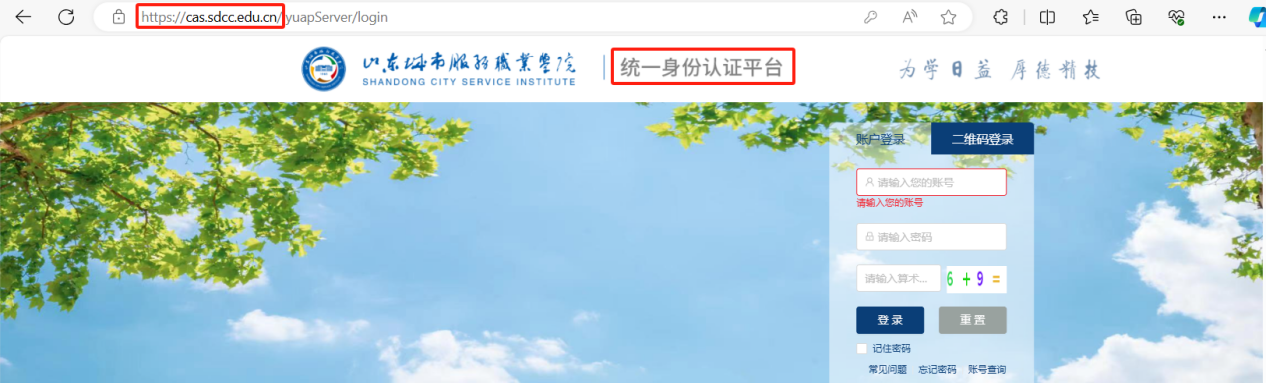 https://cas.sdcc.edu.cn/lyuapServer/login
山东城市服务职业学院
SHANDONG CITY SERVICE INSTITUTE
统一身份认证平台
为学日益 厚德精技
账户登录 二维码登录
请输入您的账号
请输入您的账号
请输入密码
请输入算术... 6 + 9 =
登 录 重 置
记住密码
常见问题 忘记密码 账号查询